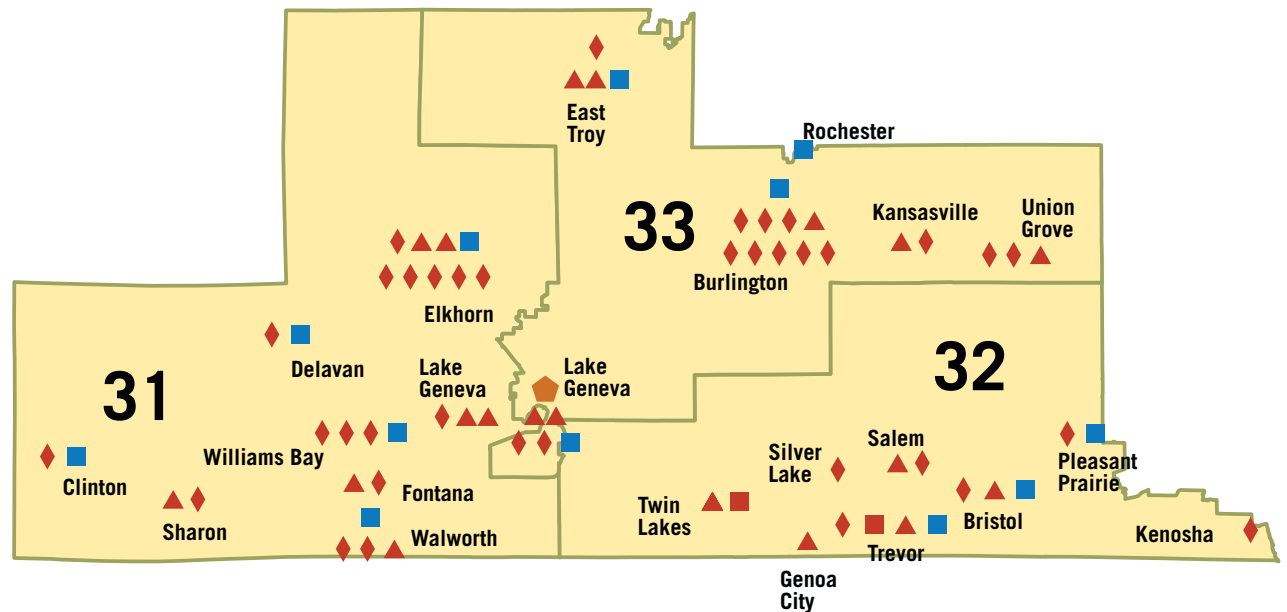 East
Troy
Rochester
33
Kansasville
Union
Grove
Burlington
Elkhorn
Delavan
Lake
Geneva
Lake
Geneva
31
32
Williams Bay
Clinton
Sharon
Fontana
Walworth
Silver
Lake
Salem
Pleasant
Prairie
Twin
Lakes
Bristol
Trevor
Kenosha
Genoa
City